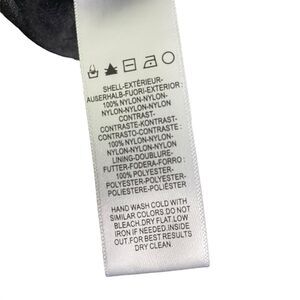 SHELL-EXTÉRIEUR-
AUßERHALB-FUORI-EXTERIOR-
100% NYLON-NYLON-
NYLON-NYLON-NYLON
CONTRAST-
CONTRASTE-KONTRAST-
CONTRASTO-CONTRASTE :
100% NYLON-NYLON-
NYLON-NYLON-NYLON
LINING-DOUBLURE-
FUTTER-FODERA-FORRO :
100% POLYESTER-
POLYESTER-POLYESTER-
POLIESTERE-POLIÉSTER
HAND WASH COLD WITH
SIMILAR COLORS.DO NOT
BLEACH.DRY FLAT.LOW
IRON IF NEEDED. INSIDE
OUT.FOR BEST RESULTS
DRY CLEAN